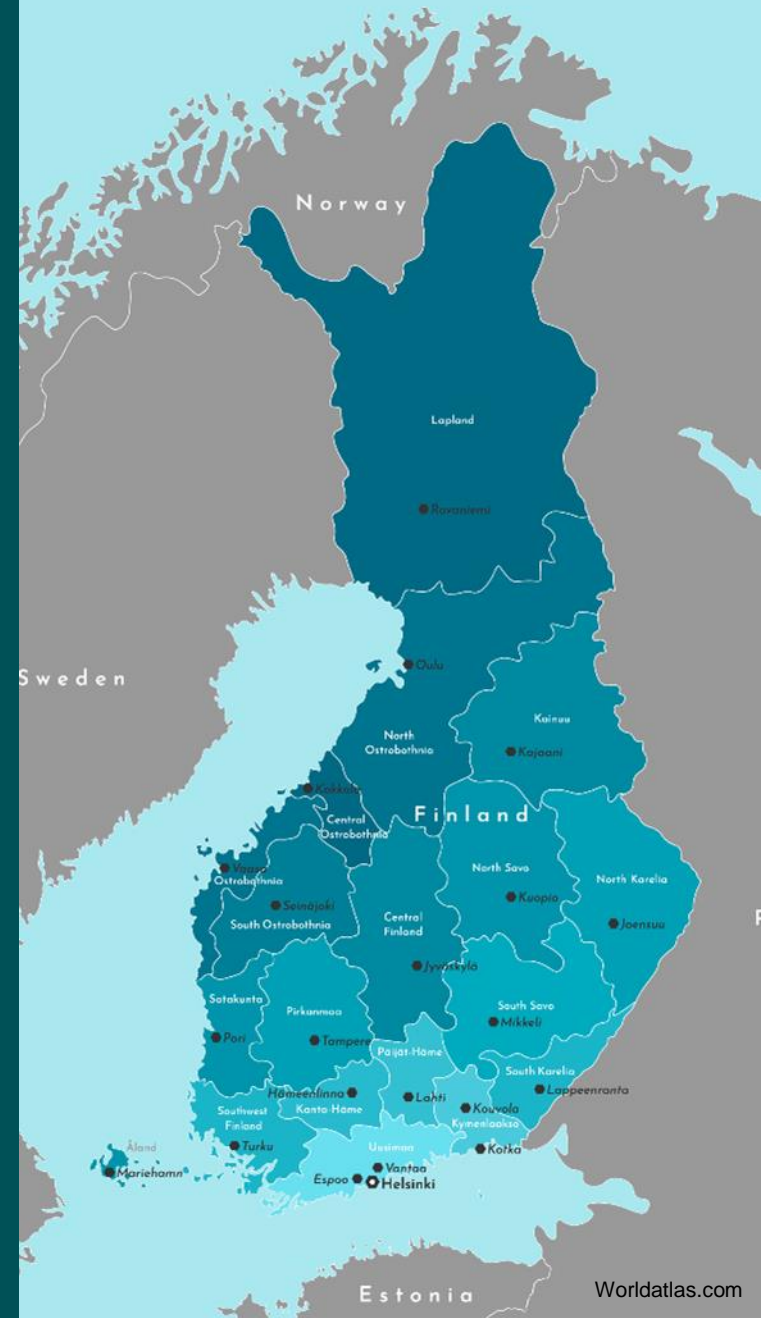 Norway
Lapland
Rovaniemi
Sweden
Oulu
Kainuu
North
Ostrobothnia
Kajaani
Kokkola
Finland
Central
Ostrobothnia
Vaasa
Ostrobothnia
North Savo
North Karelia
Seinäjoki
Kuopio
South Ostrobothnia
Central
Finland
Joensuu
R
Jyväskylä
Satakunta
South Savo
Pirkanmaa
Mikkeli
Pori
Tampere
Päijät-Häme
South Karelia
Hämeenlinna
Lahti
Lappeenranta
Southwest
Finland
Kanta-Häme
Kouvola
Kymenlaakso
Åland
Turku
Uusimaa
Kotka
Mariehamn
Vantaa
Espoo
Helsinki
Estonia
Worldatlas.com